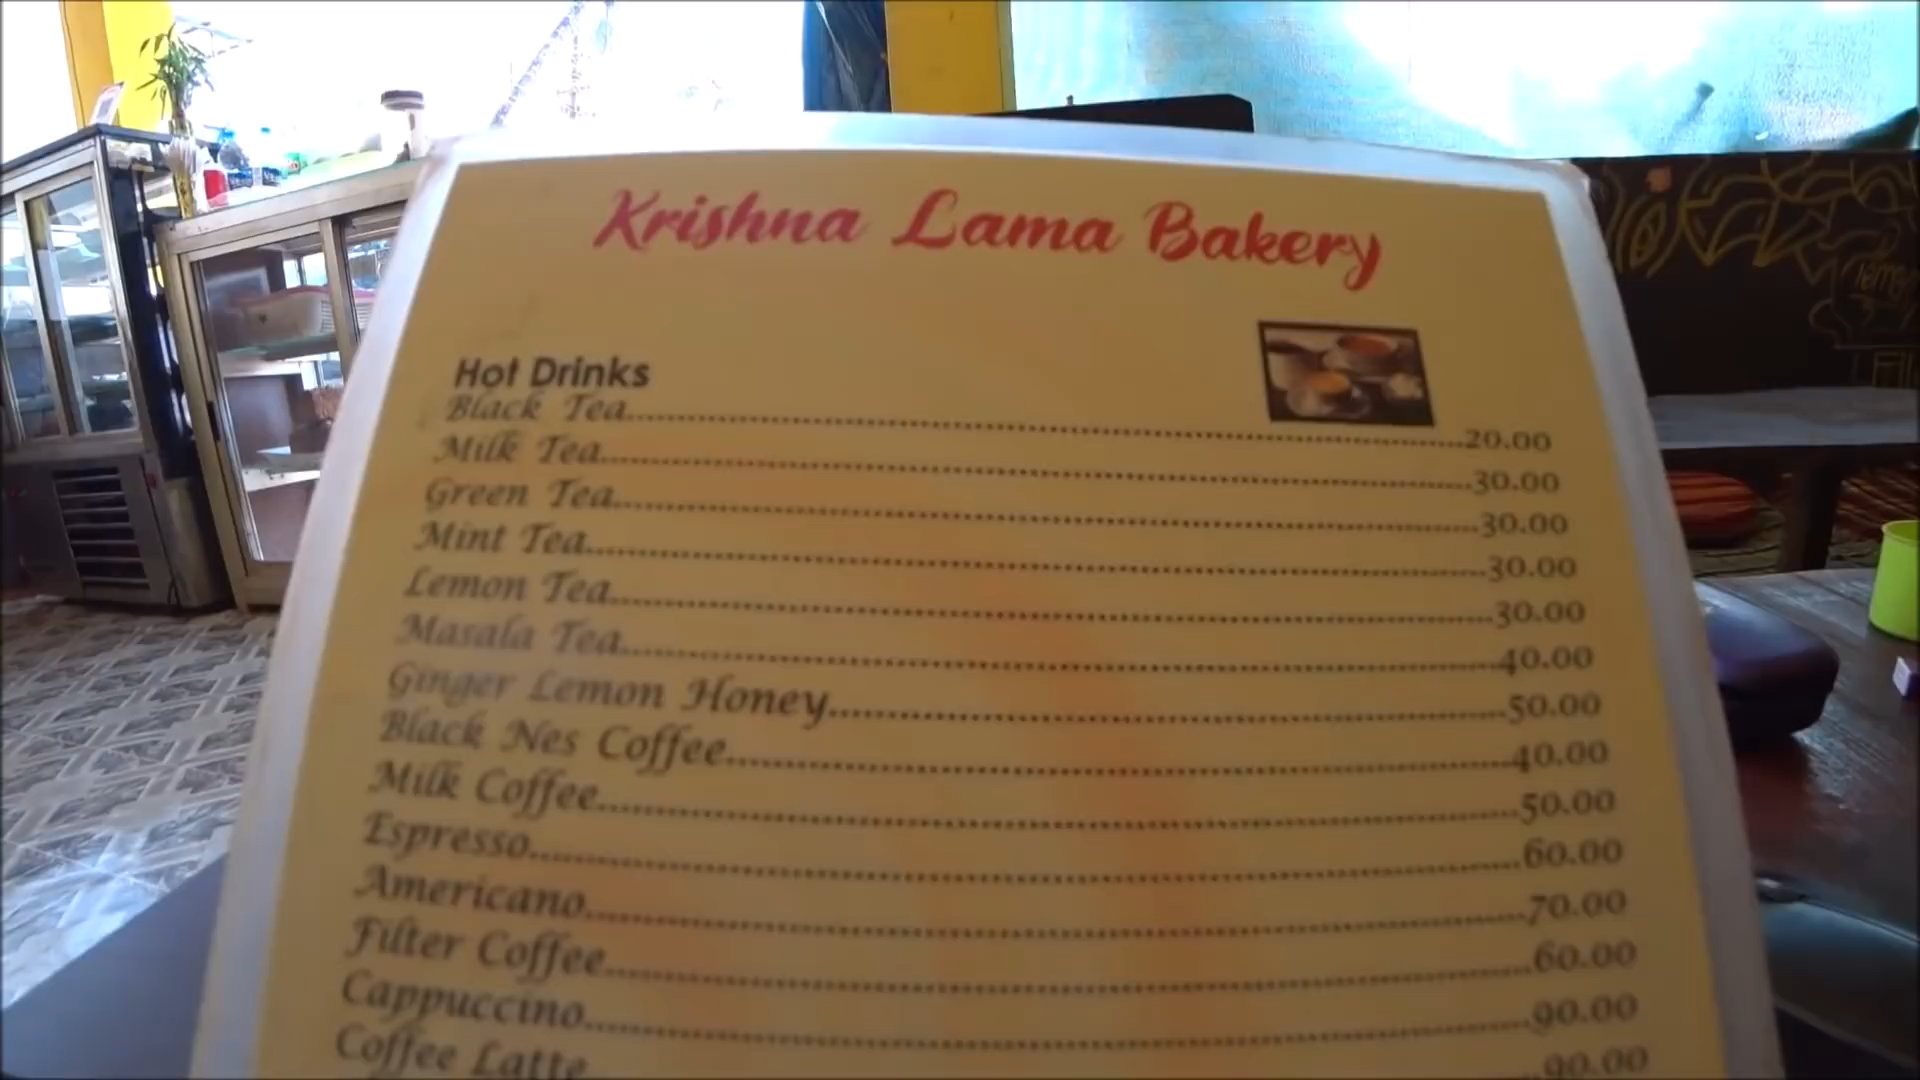 Krishna Lama Bakery
Hot Drinks
Black Tea........20.00
Milk Tea........30.00
Green Tea........30.00
Mint Tea........30.00
Lemon Tea........30.00
Masala Tea........40.00
Ginger Lemon Honey........50.00
Black Nes Coffee........40.00
Milk Coffee........50.00
Espresso........60.00
Americano........70.00
Filter Coffee........60.00
Cappuccino........90.00
Coffee Latte........90.00